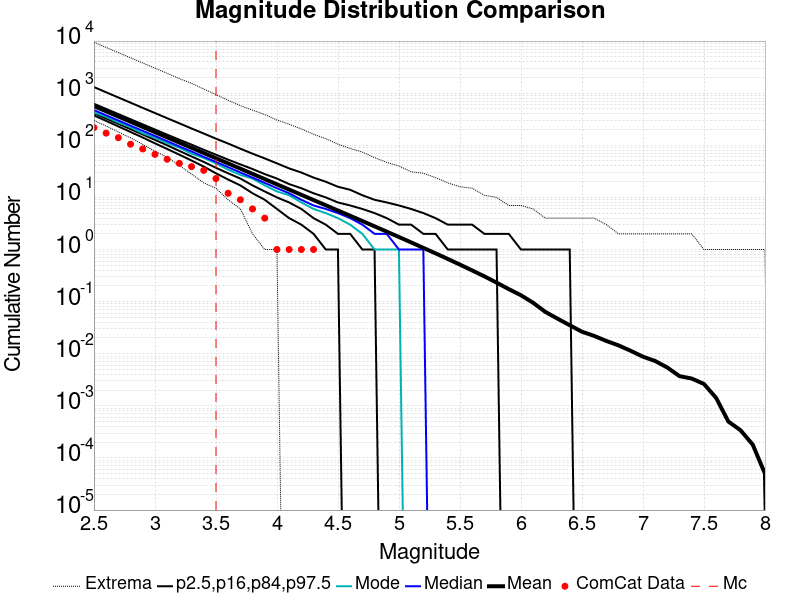 Magnitude Distribution Comparison
10^4
10^3
10^2
10^1
10^0
10^-1
10^-2
10^-3
10^-4
10^-5
Cumulative Number
2.5 3 3.5 4 4.5 5 5.5 6 6.5 7 7.5 8
Magnitude
Extrema p2.5,p16,p84,p97.5 Mode Median Mean ComCat Data Mc